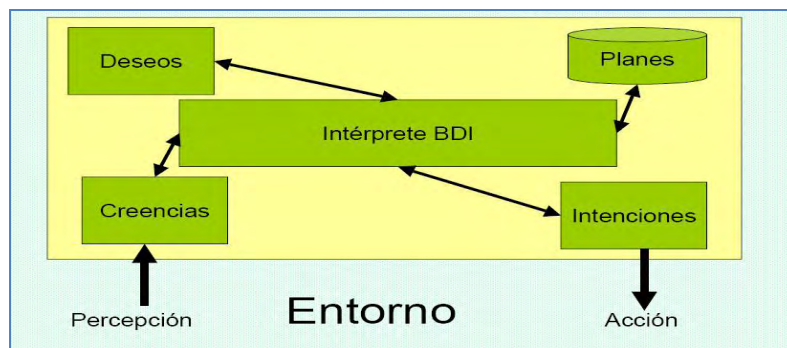 Deseos
Planes
Intérprete BDI
Creencias
Intenciones
Percepción
Entorno
Acción